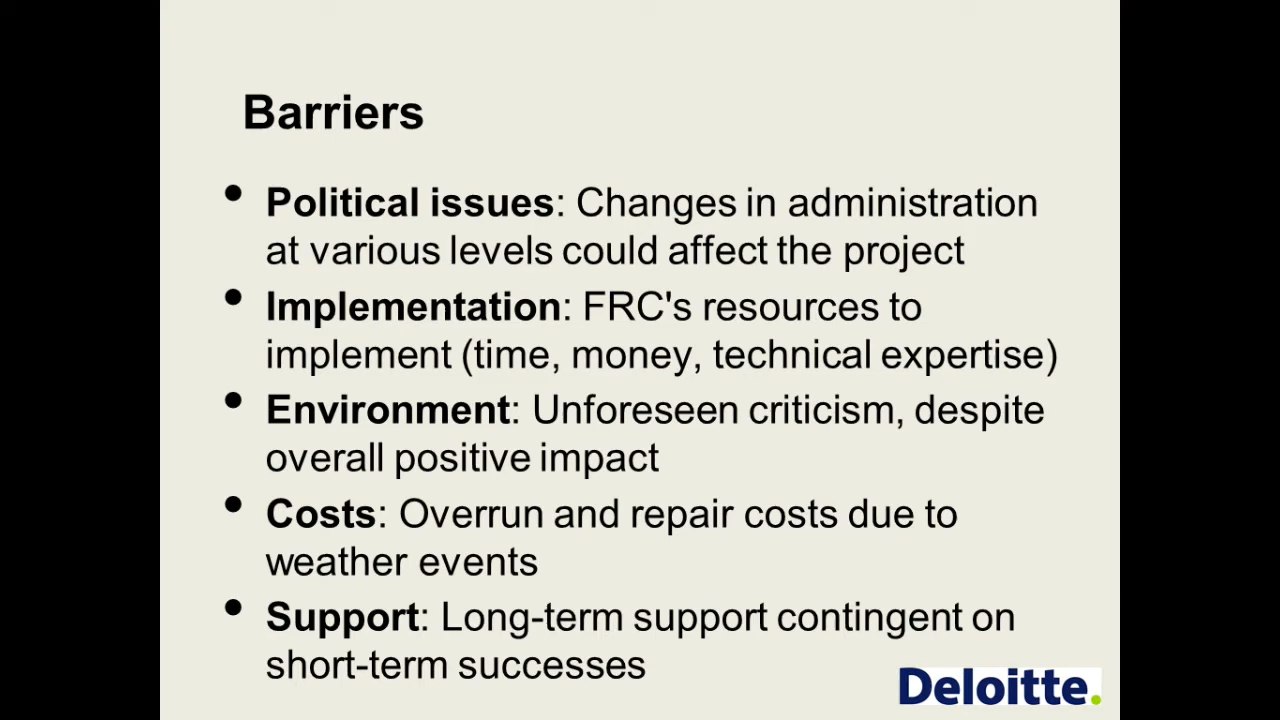 Barriers
• Political issues: Changes in administration
at various levels could affect the project
• Implementation: FRC's resources to
implement (time, money, technical expertise)
• Environment: Unforeseen criticism, despite
overall positive impact
• Costs: Overrun and repair costs due to
weather events
• Support: Long-term support contingent on
short-term successes
Deloitte.